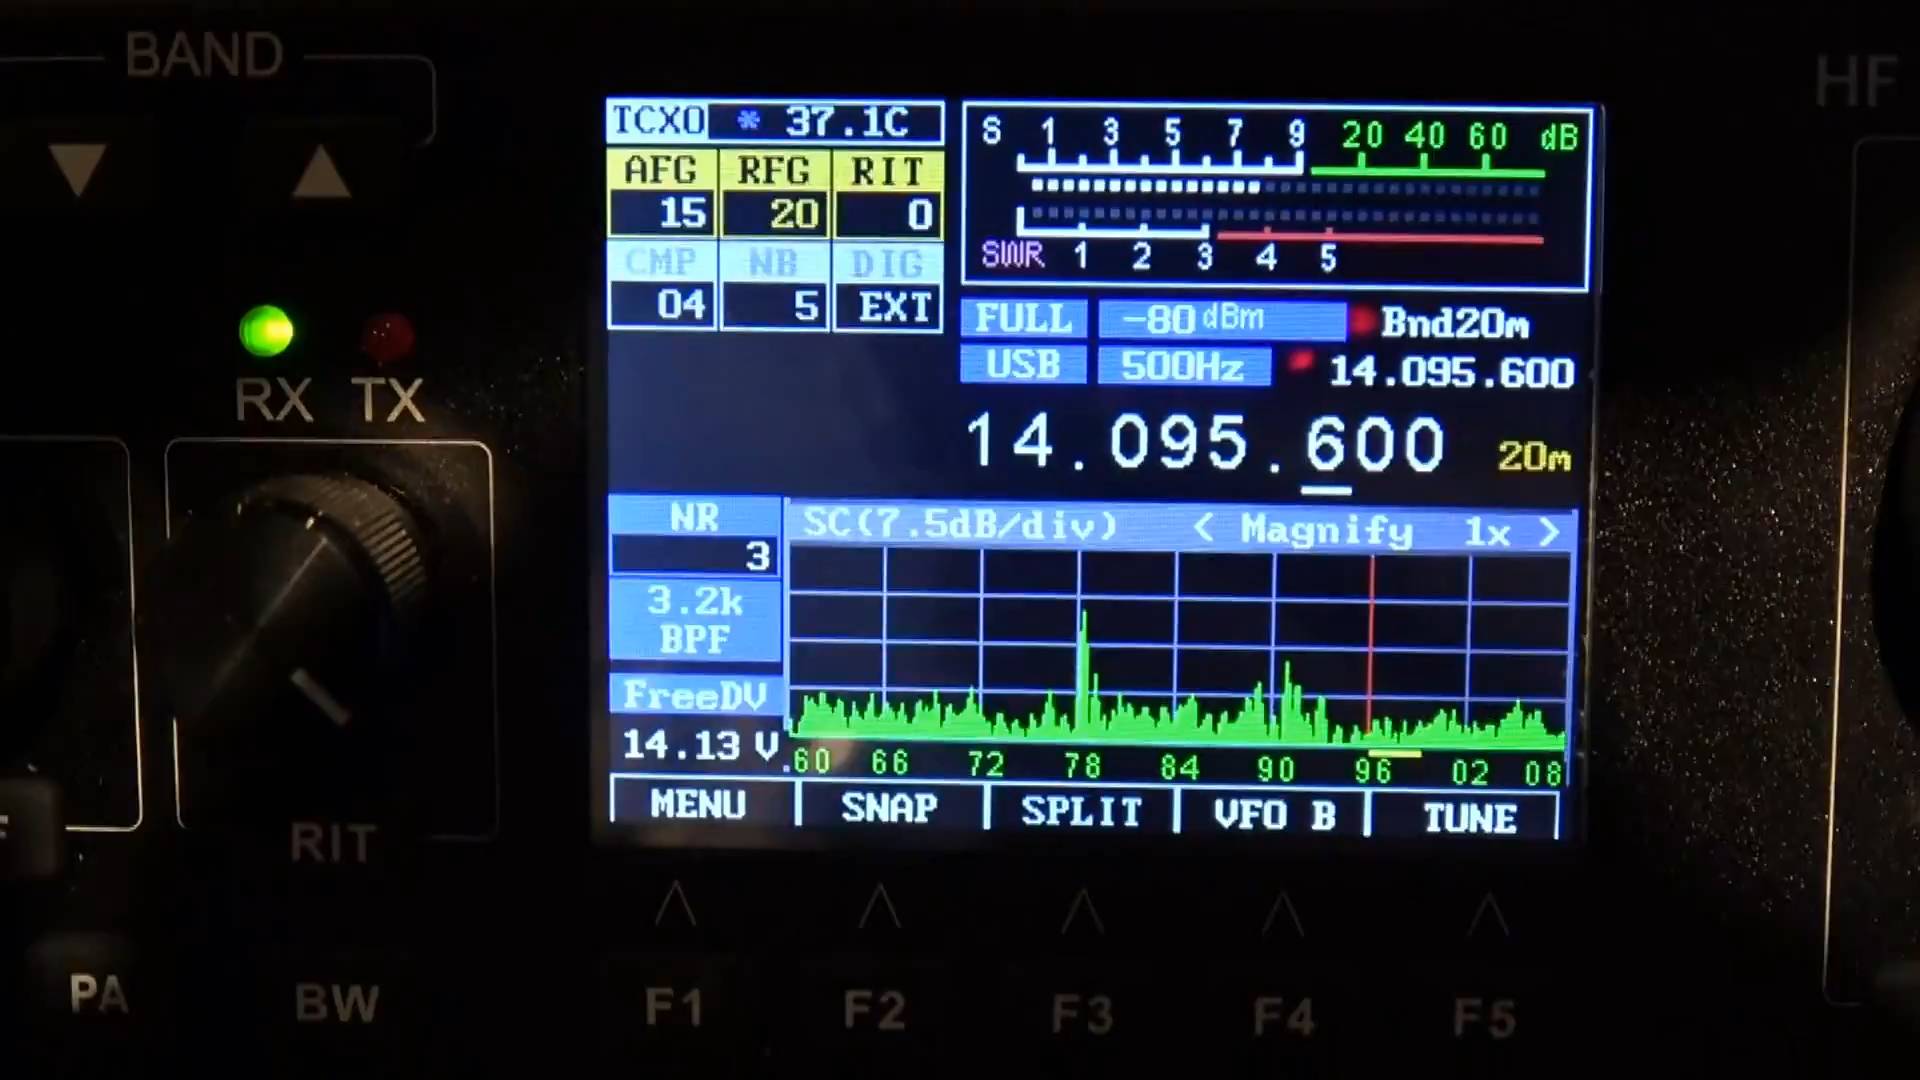 BAND
HF
TCXO * 37.1C
AFG RFG RIT
15 20 0
CMP NB DIG
04 5 EXT
S 1 3 5 7 9 20 40 60 dB
SWR 1 2 3 4 5
FULL -80 dBm Bnd20m
USB 500Hz 14.095.600
14.095.600 20m
RX TX
NR
3
3.2k
BPF
FreeDV
14.13 V
SC(7.5dB/div) < Magnify 1x >
.60 66 72 78 84 90 96 02 08
MENU SNAP SPLIT VFO B TUNE
RIT
PA BW F1 F2 F3 F4 F5